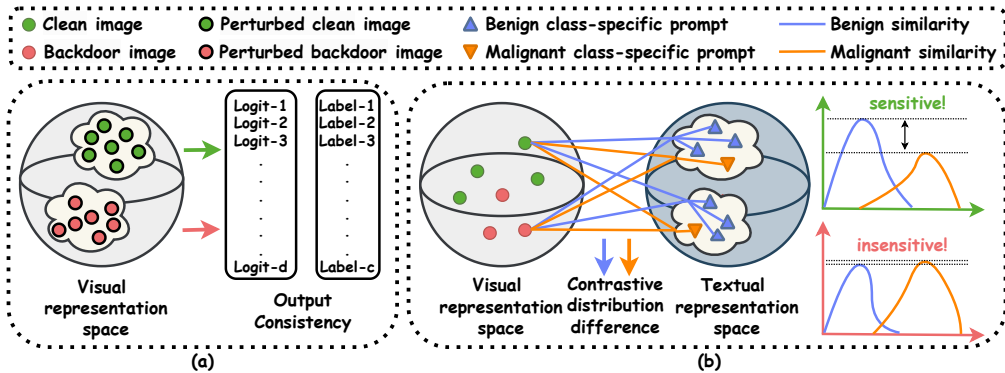 Clean image
Perturbed clean image
Benign class-specific prompt
Benign similarity
Backdoor image
Perturbed backdoor image
Malignant class-specific prompt
Malignant similarity
Logit-1
Logit-2
Logit-3
Logit-d
Label-1
Label-2
Label-3
Label-c
Visual
representation
space
Output
Consistency
(a)
Visual
representation
space
Contrastive
distribution
difference
Textual
representation
space
sensitive!
insensitive!
(b)